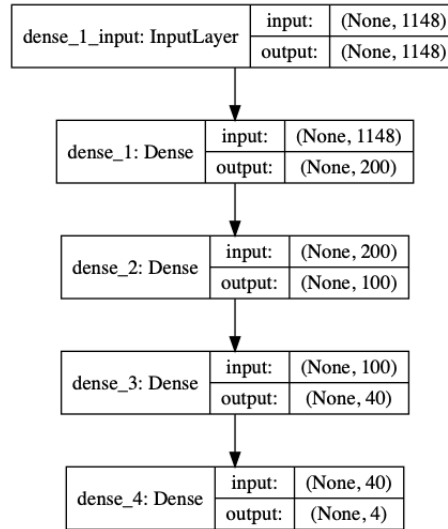 dense_1_input: InputLayer
input: (None, 1148)
output: (None, 1148)
dense_1: Dense
input: (None, 1148)
output: (None, 200)
dense_2: Dense
input: (None, 200)
output: (None, 100)
dense_3: Dense
input: (None, 100)
output: (None, 40)
dense_4: Dense
input: (None, 40)
output: (None, 4)